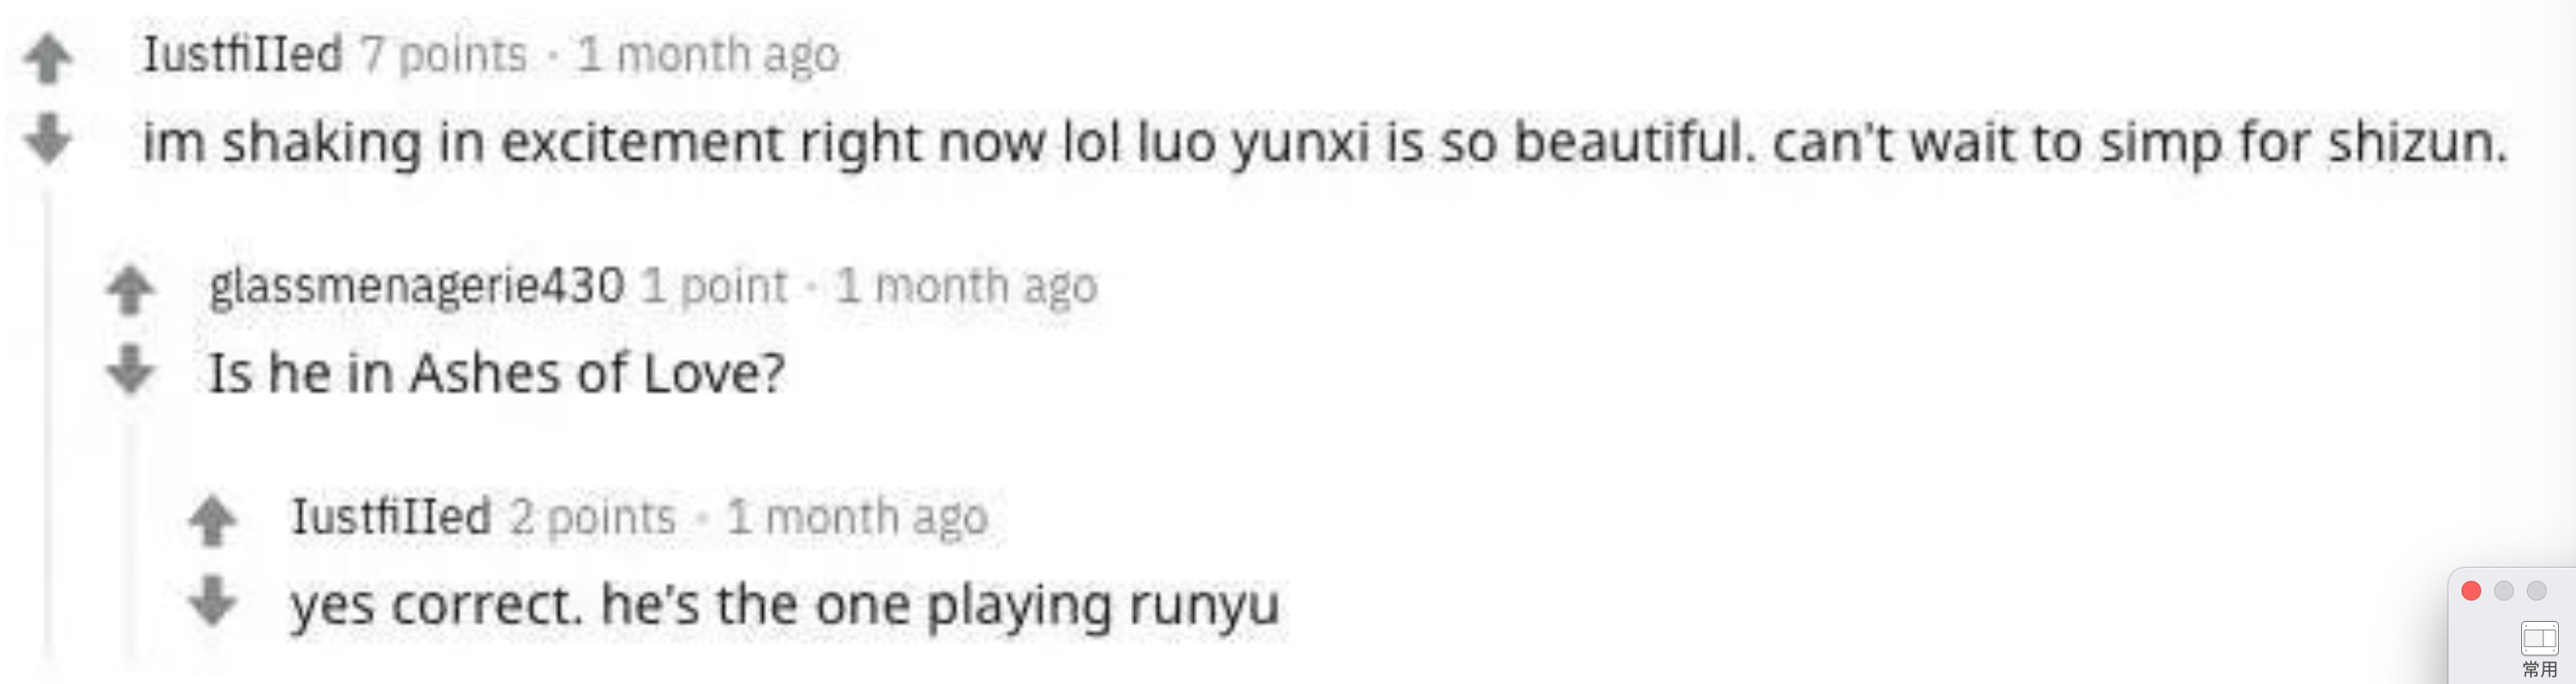 IustfiIIed 7 points · 1 month ago
im shaking in excitement right now lol luo yunxi is so beautiful. can't wait to simp for shizun.
glassmenagerie430 1 point · 1 month ago
Is he in Ashes of Love?
IustfiIIed 2 points · 1 month ago
yes correct. he's the one playing runyu
常用